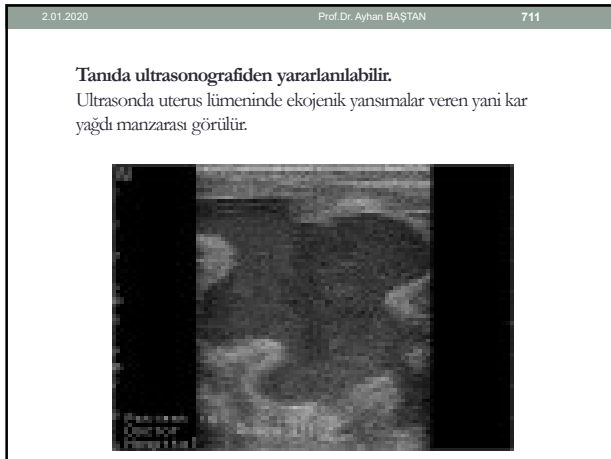 2.01.2020 Prof.Dr. Ayhan BAŞTAN 711
Tanıda ultrasonografiden yararlanılabilir.
Ultrasonda uterus lümeninde ekojenik yansımalar veren yani kar
yağdı manzarası görülür.